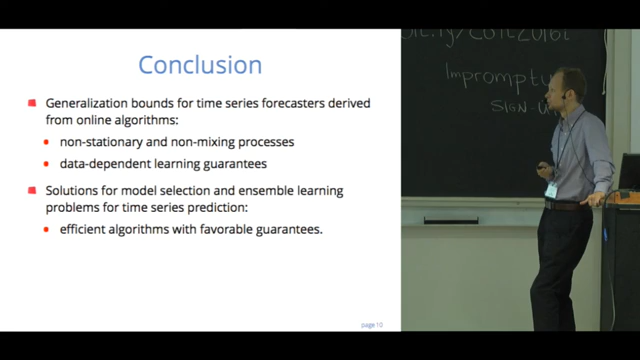 Conclusion
Generalization bounds for time series forecasters derived
from online algorithms:
non-stationary and non-mixing processes
data-dependent learning guarantees
Solutions for model selection and ensemble learning
problems for time series prediction:
efficient algorithms with favorable guarantees.
page 10
Impromptu
SIGN-U